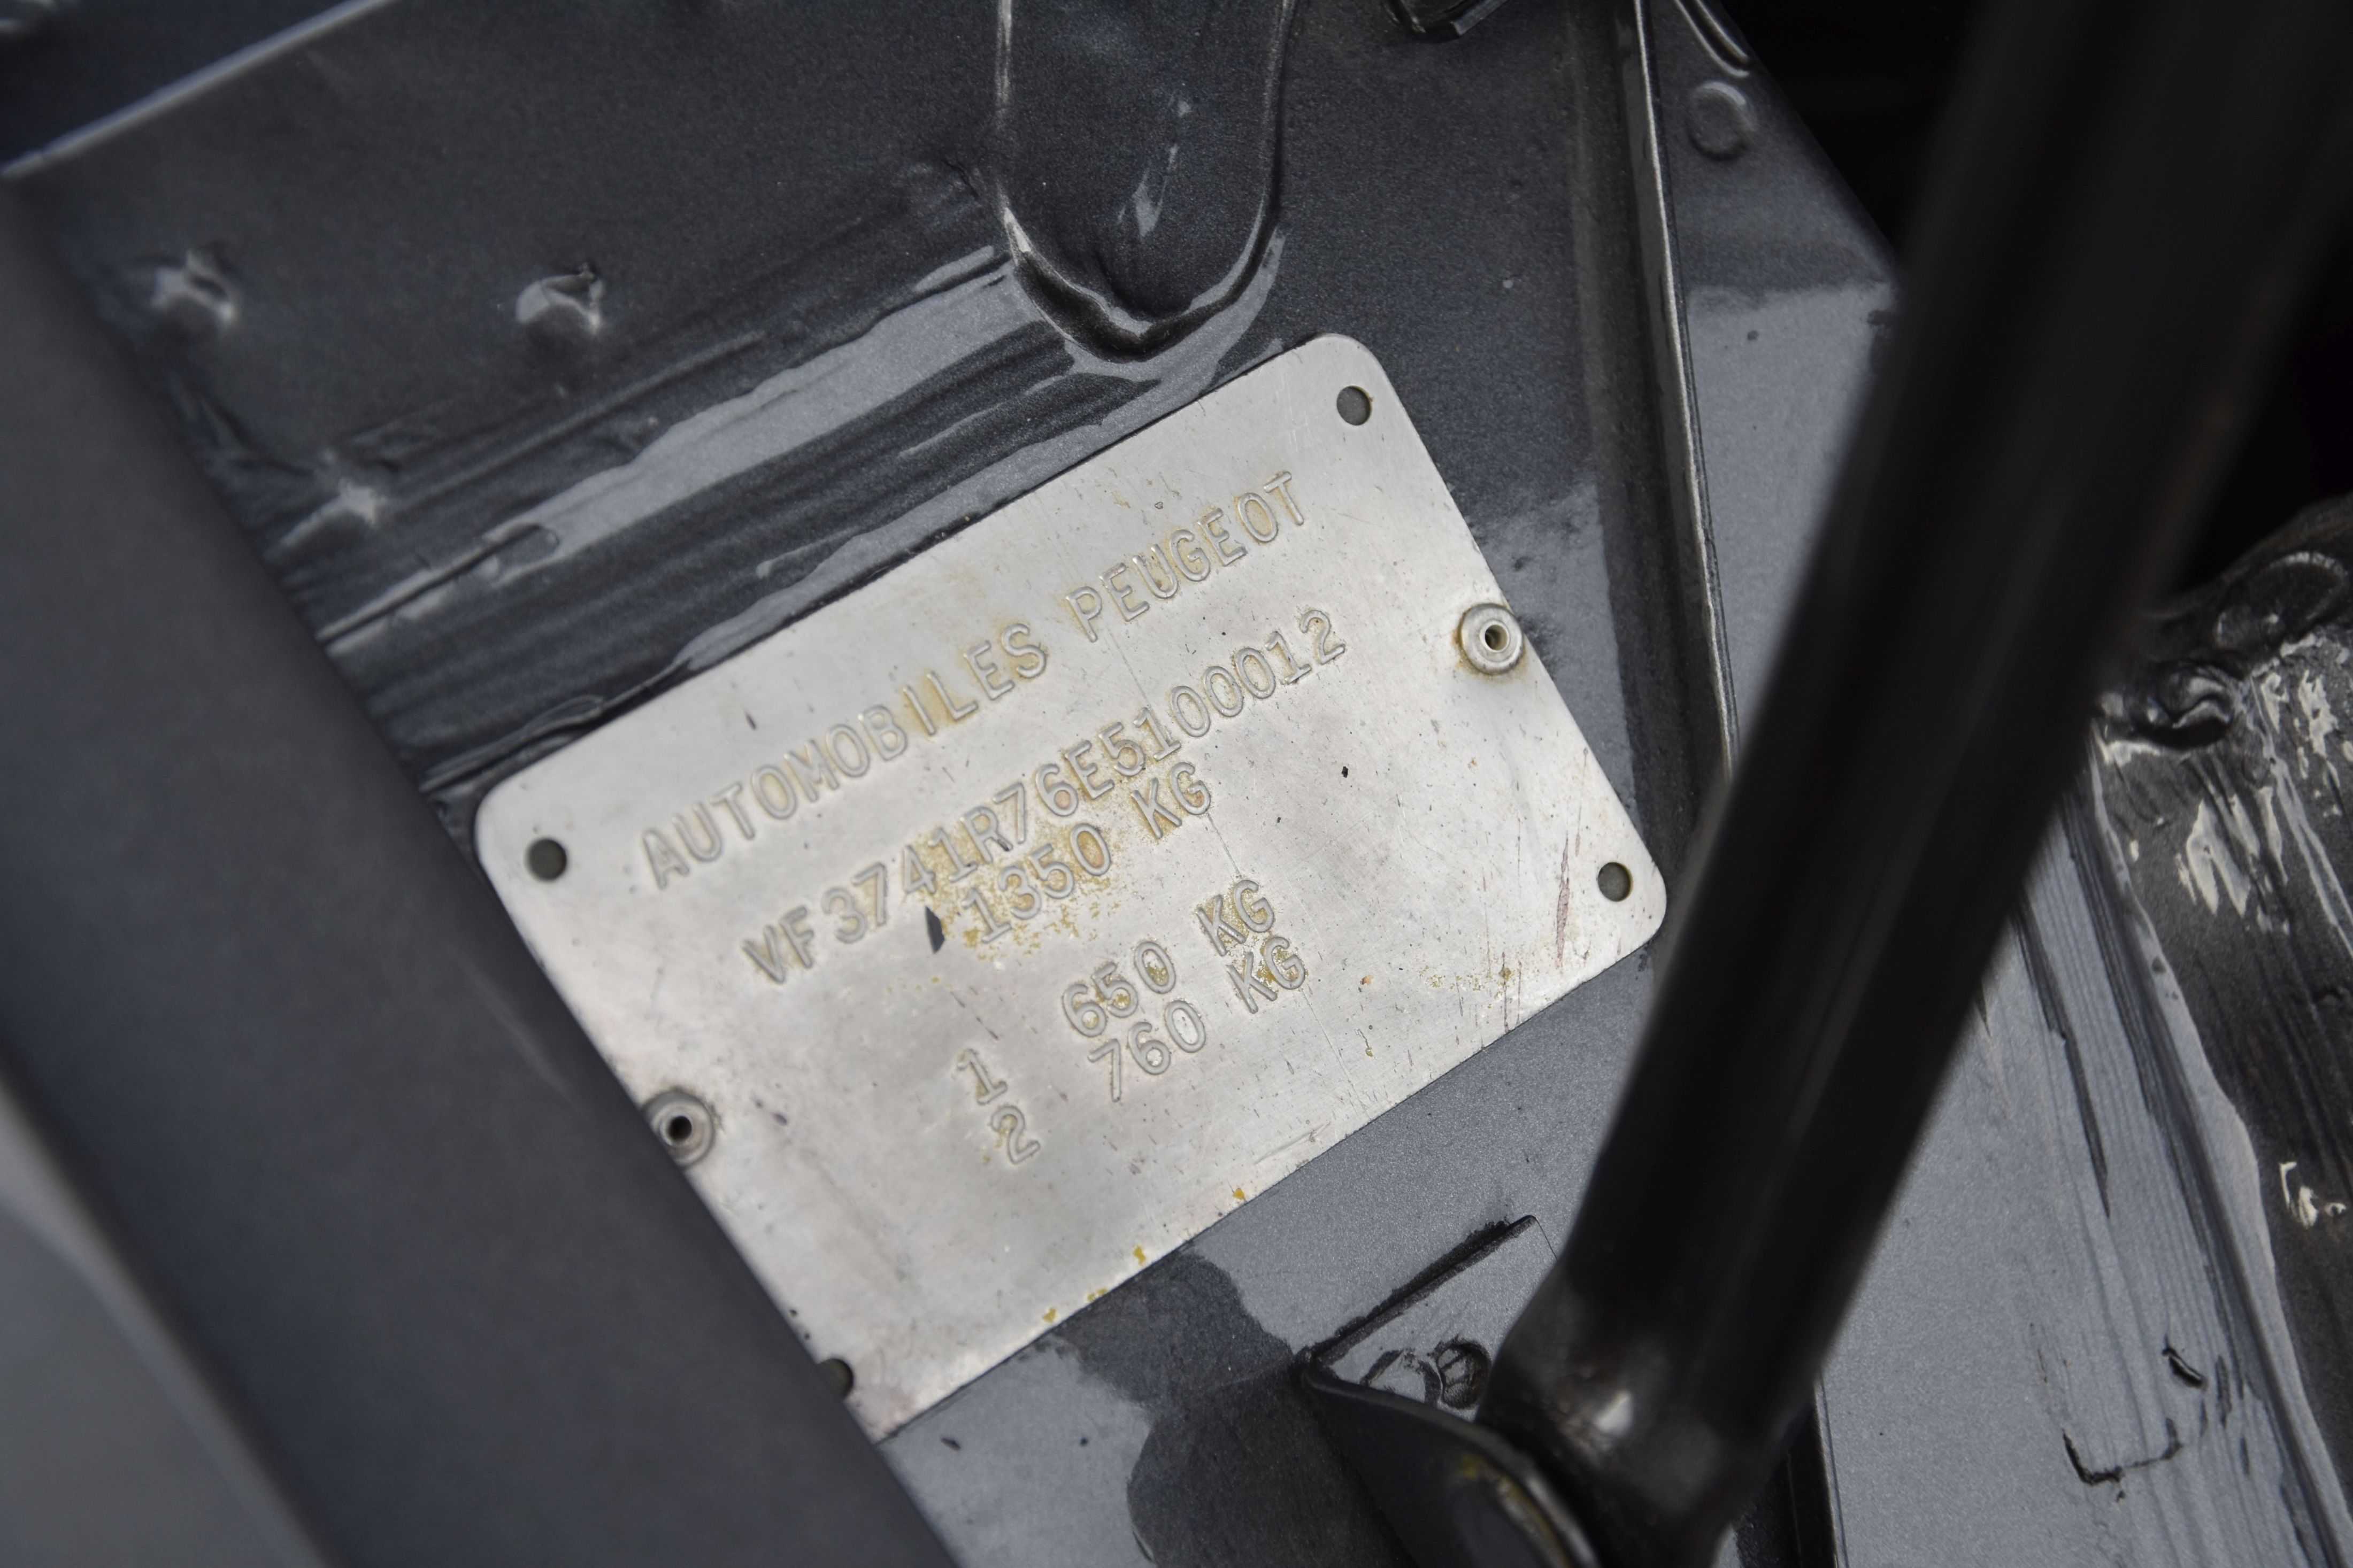 AUTOMOBILES PEUGEOT
VF3741R76E5100012
1350 KG
1 650 KG
2 760 KG